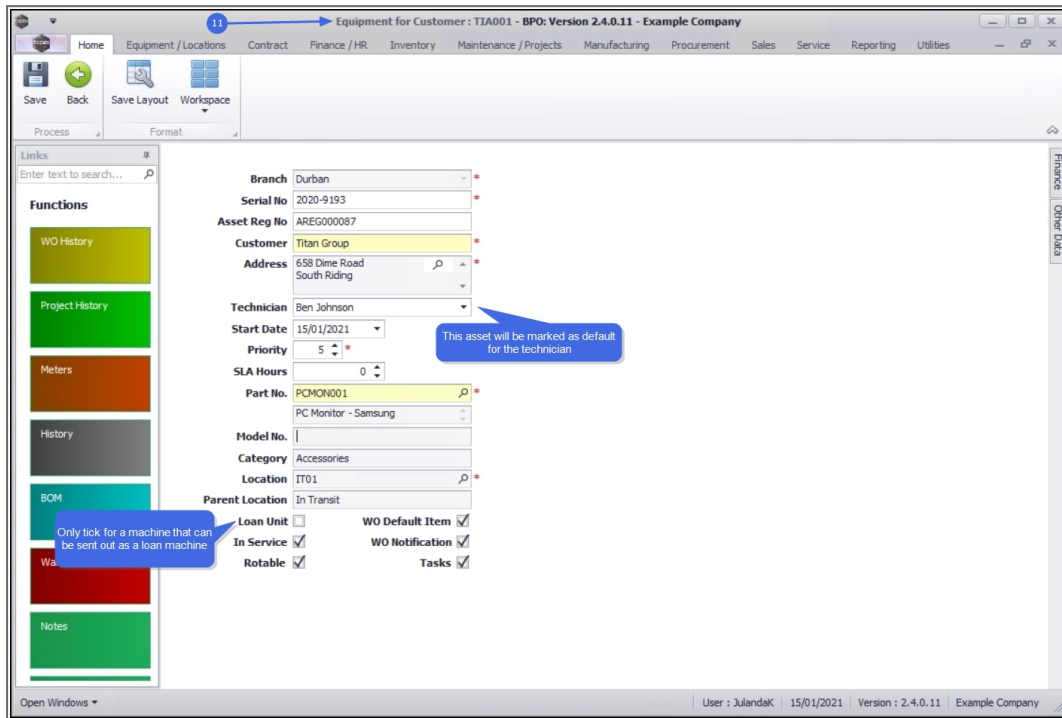 11
Equipment for Customer : TIA001 - BPO: Version 2.4.0.11 - Example Company
Home Equipment / Locations Contract Finance / HR Inventory Maintenance / Projects Manufacturing Procurement Sales Service Reporting Utilities
Save Back Save Layout Workspace
Process Format
Links
Enter text to search...
Functions
WO History
Project History
Meters
History
BOM
Notes
Branch Durban *
Serial No 2020-9193 *
Asset Reg No AREG000087
Customer Titan Group *
Address 658 Dime Road *
South Riding
Technician Ben Johnson
Start Date 15/01/2021
Priority 5 *
SLA Hours 0
Part No. PCMON001 *
PC Monitor - Samsung
Model No.
Category Accessories
Location IT01 *
Parent Location In Transit
Loan Unit WO Default Item
In Service WO Notification
Rotable Tasks
This asset will be marked as default
for the technician
Only tick for a machine that can
be sent out as a loan machine
Finance
Other Data
Open Windows
User : JulandaK 15/01/2021 Version : 2.4.0.11 Example Company